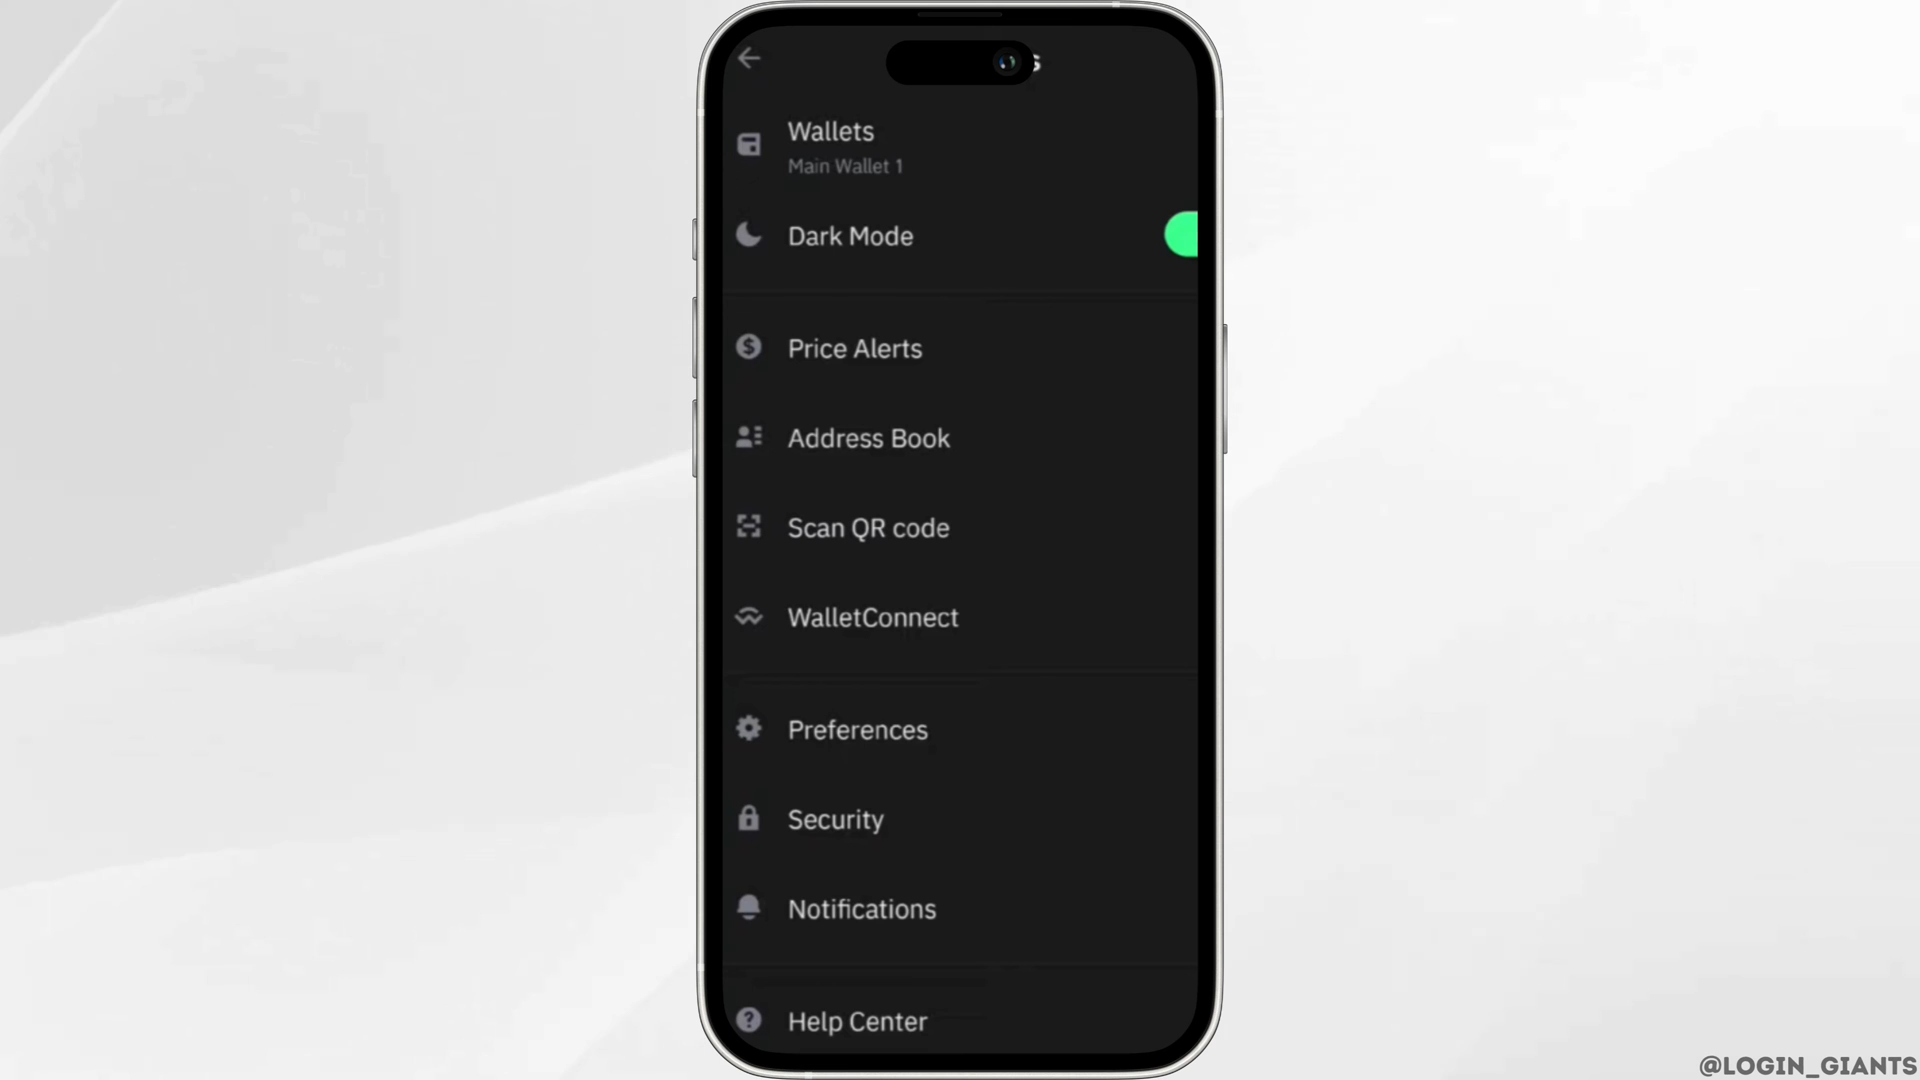 s
Wallets
Main Wallet 1
Dark Mode
Price Alerts
Address Book
Scan QR code
WalletConnect
Preferences
Security
Notifications
Help Center
@LOGIN_GIANTS